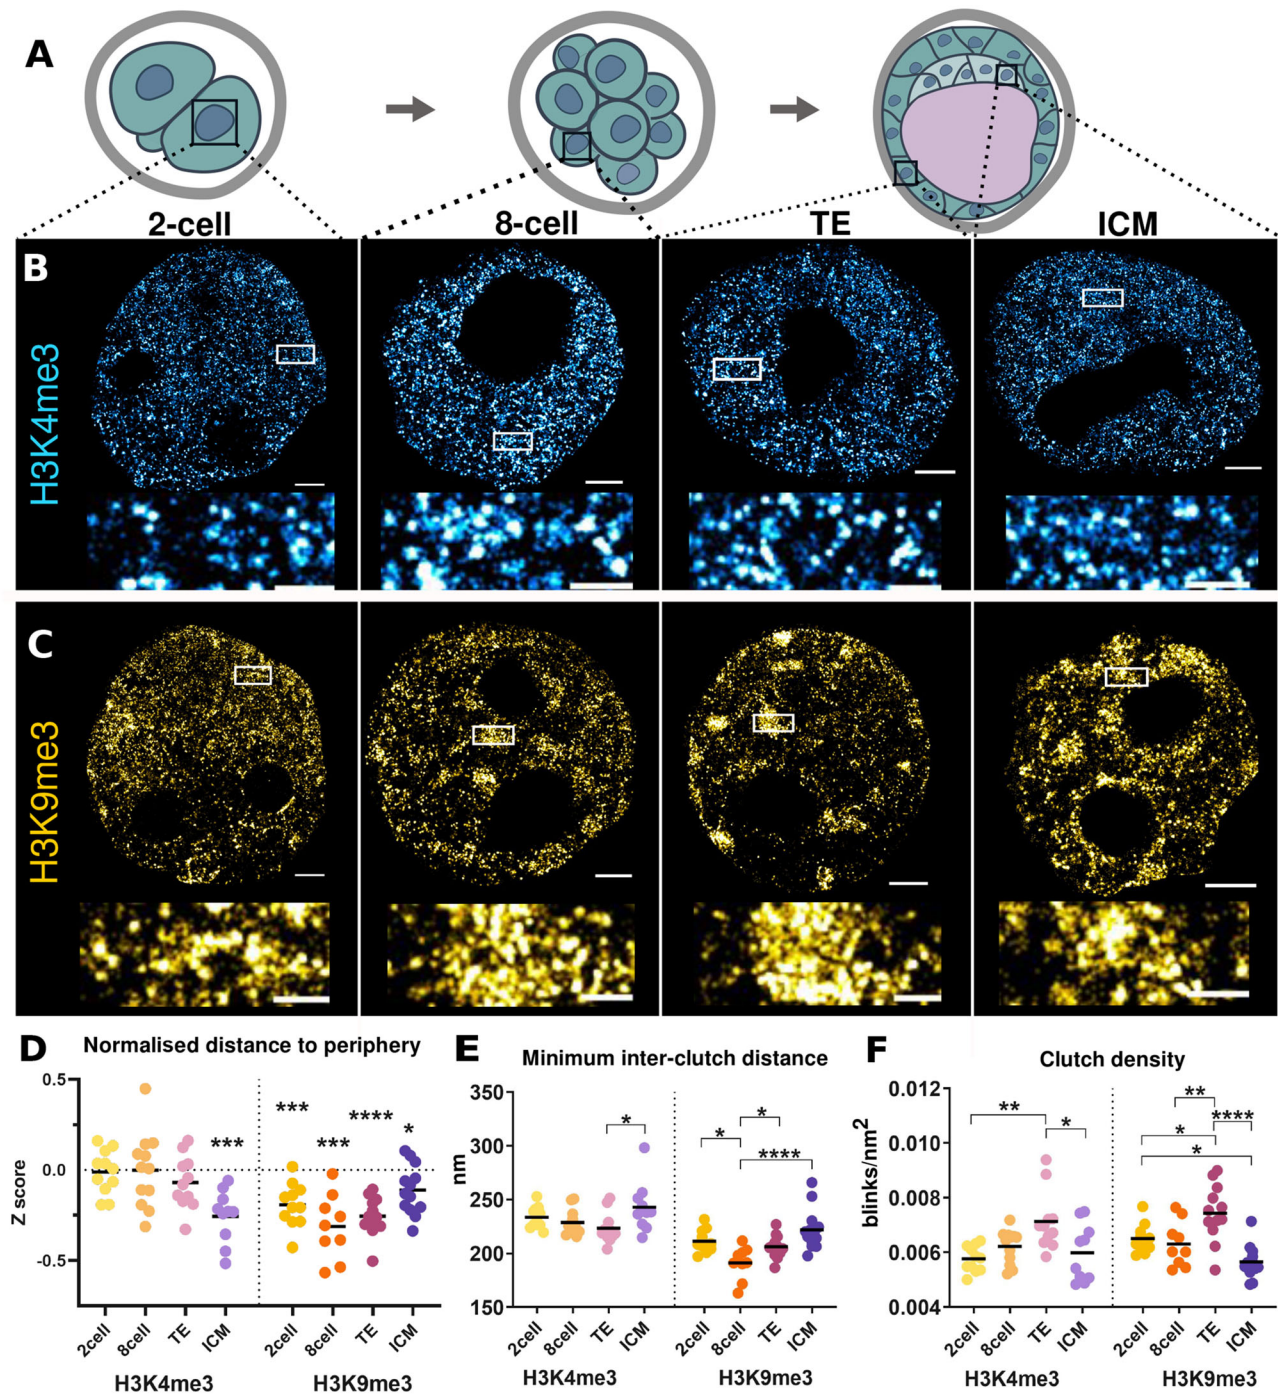 A
2-cell
8-cell
TE
ICM
B
H3K4me3
C
H3K9me3
D
Normalised distance to periphery
Z score
0.5
0.0
-0.5
***
***
***
****
*
2cell
8cell
TE
ICM
2cell
8cell
TE
ICM
H3K4me3
H3K9me3
E
Minimum inter-clutch distance
nm
350
300
250
200
150
*
*
*
****
2cell
8cell
TE
ICM
2cell
8cell
TE
ICM
H3K4me3
H3K9me3
F
Clutch density
blinks/nm2
0.012
0.010
0.008
0.006
0.004
**
*
**
****
*
*
2cell
8cell
TE
ICM
2cell
8cell
TE
ICM
H3K4me3
H3K9me3